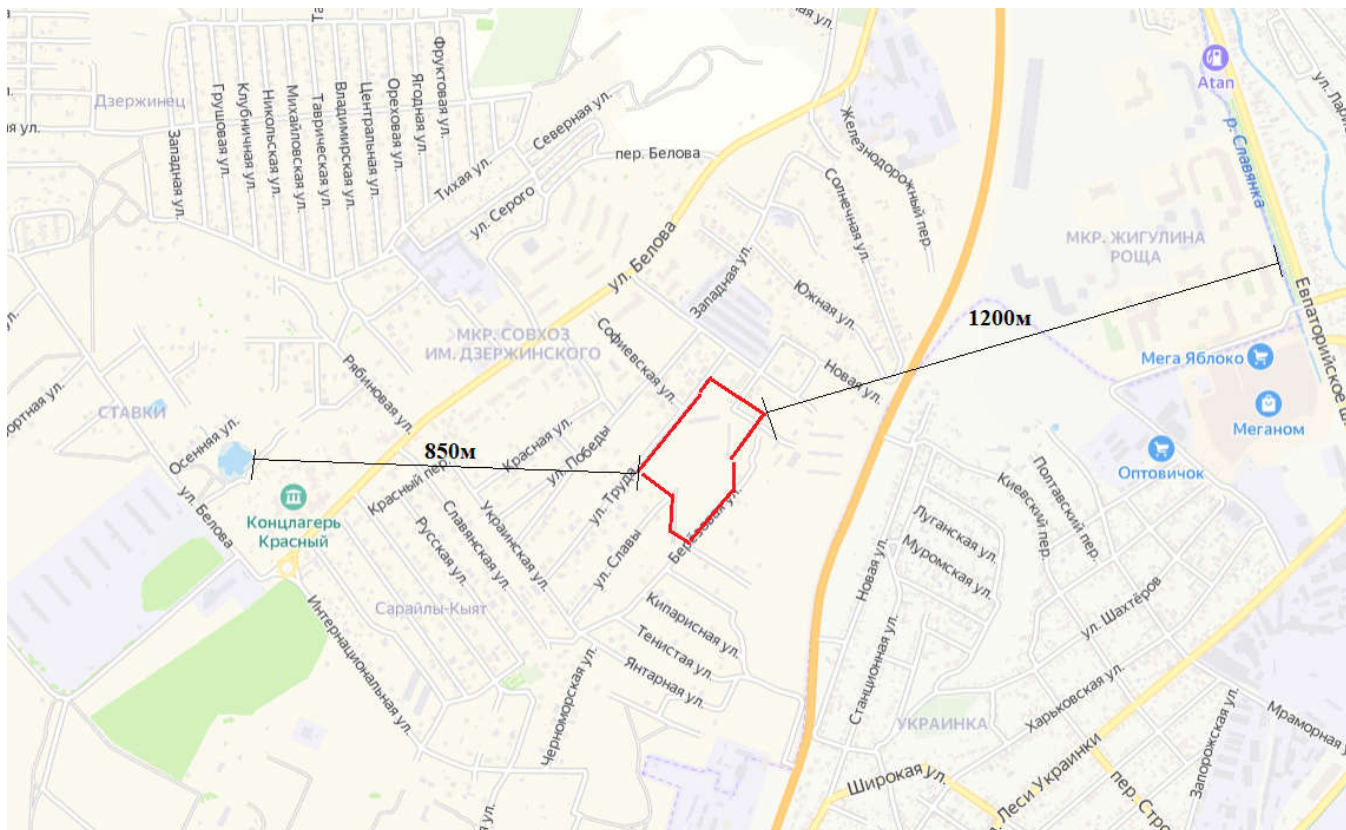 Дзержинец
Западная ул.
Грушовая ул.
Клубничная ул.
Никольская ул.
Михайловская ул.
Таврическая ул.
Владимирская ул.
Центральная ул.
Ореховая ул.
Ягодная ул.
Фруктовая ул.
Северная ул.
Тихая ул.
ул. Серого
пер. Белова
ул. Белова
Железнодорожный пер.
Солнечная ул.
Западная ул.
Южная ул.
Новая ул.
Софиевская ул.
МКР. СОВХОЗ
ИМ. ДЗЕРЖИНСКОГО
Atan
р. Славянка
МКР. ЖИГУЛИНА
РОЩА
1200м
Евпаторийское ш.
Мега Яблоко
Меганом
Оптовичок
СТАВКИ
Рябиновая ул.
Осенняя ул.
850м
Красная ул.
ул. Победы
ул. Труда
ул. Белова
Концлагерь
Красный
Красный пер.
Русская ул.
Славянская ул.
Украинская ул.
ул. Славы
Берёзовая ул.
Сарайлы-Кыят
Интернациональная ул.
Кипарисная ул.
Тенистая ул.
Янтарная ул.
Черноморская ул.
Новая ул.
Станционная ул.
Луганская ул.
Муромская ул.
Киевский пер.
Полтавский пер.
ул. Шахтёров
Харьковская ул.
УКРАИНКА
Широкая ул.
Леси Украинки
Запорожская ул.
Мраморная
пер.